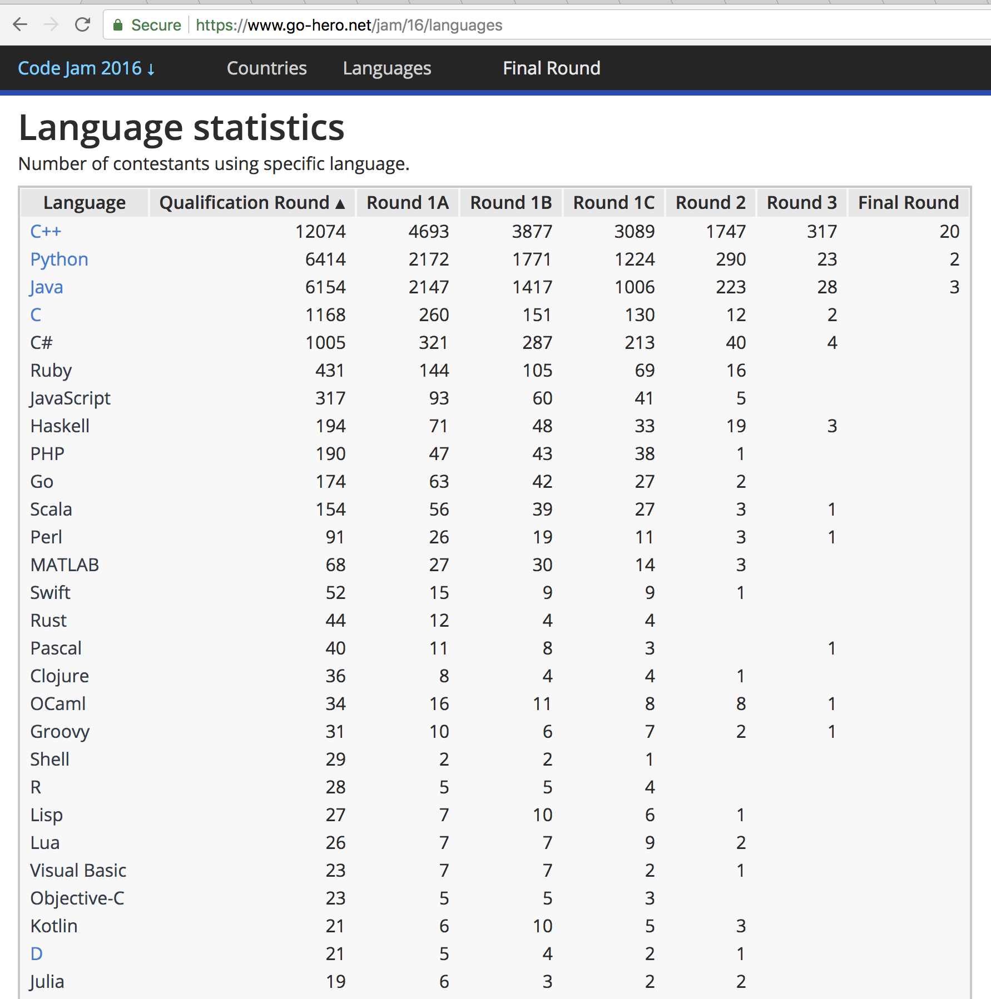 Secure https://www.go-hero.net/jam/16/languages
Code Jam 2016 ↓ Countries Languages Final Round
Language statistics
Number of contestants using specific language.
Language Qualification Round ▲ Round 1A Round 1B Round 1C Round 2 Round 3 Final Round
C++ 12074 4693 3877 3089 1747 317 20
Python 6414 2172 1771 1224 290 23 2
Java 6154 2147 1417 1006 223 28 3
C 1168 260 151 130 12 2
C# 1005 321 287 213 40 4
Ruby 431 144 105 69 16
JavaScript 317 93 60 41 5
Haskell 194 71 48 33 19 3
PHP 190 47 43 38 1
Go 174 63 42 27 2
Scala 154 56 39 27 3 1
Perl 91 26 19 11 3 1
MATLAB 68 27 30 14 3
Swift 52 15 9 9 1
Rust 44 12 4 4
Pascal 40 11 8 3 1
Clojure 36 8 4 4 1
OCaml 34 16 11 8 8 1
Groovy 31 10 6 7 2 1
Shell 29 2 2 1
R 28 5 5 4
Lisp 27 7 10 6 1
Lua 26 7 7 9 2
Visual Basic 23 7 7 2 1
Objective-C 23 5 5 3
Kotlin 21 6 10 5 3
D 21 5 4 2 1
Julia 19 6 3 2 2